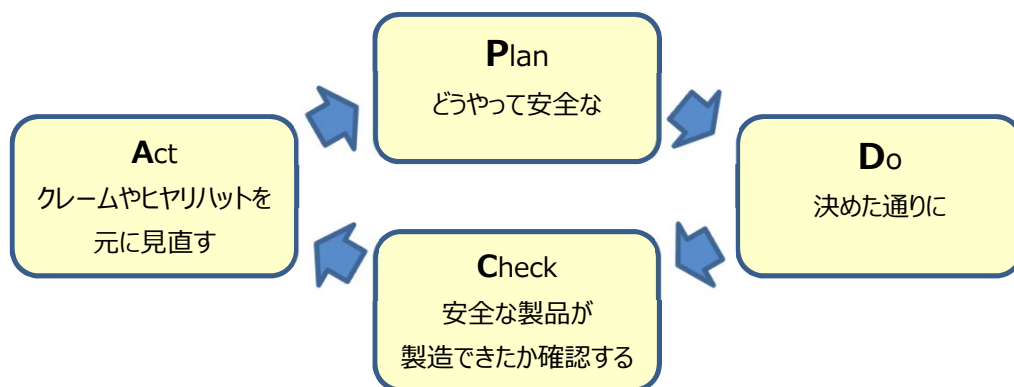 Plan
どうやって安全な
Do
決めた通りに
Check
安全な製品が
製造できたか確認する
Act
クレームやヒヤリハットを
元に見直す